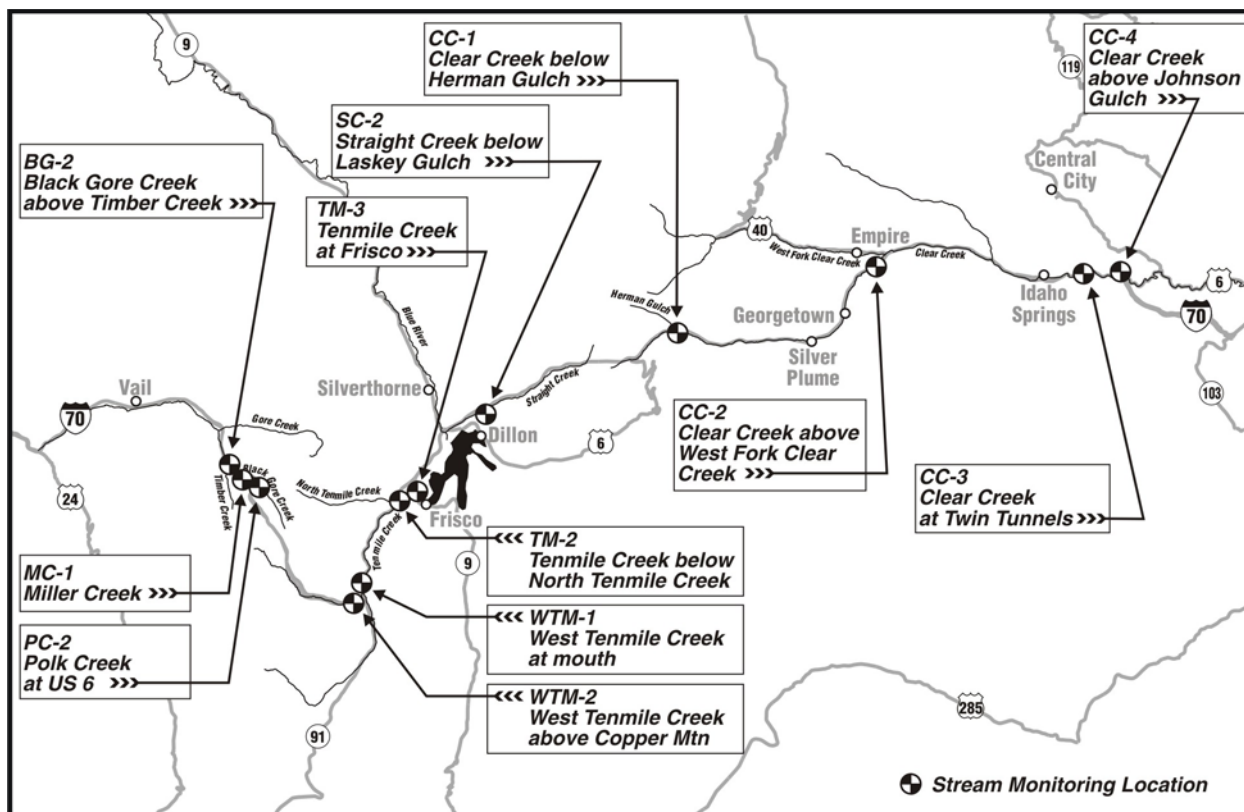 9
CC-1
Clear Creek below
Herman Gulch >>>
CC-4
Clear Creek
above Johnson
Gulch >>>
119
SC-2
Straight Creek below
Laskey Gulch >>>
BG-2
Black Gore Creek
above Timber Creek >>>
TM-3
Tenmile Creek
at Frisco >>>
Central
City
40
West Fork Clear Creek
Empire
Clear Creek
Idaho
Springs
6
70
Herman Gulch
Georgetown
Silver
Plume
Blue River
Silverthorne
Straight Creek
Dillon
6
Vail
70
Gore Creek
Black Gore Creek
Timber Creek
24
North Tenmile Creek
Tenmile Creek
Frisco
9
103
CC-2
Clear Creek above
West Fork Clear
Creek >>>
CC-3
Clear Creek
at Twin Tunnels >>>
MC-1
Miller Creek >>>
PC-2
Polk Creek
at US 6 >>>
<<< TM-2
Tenmile Creek below
North Tenmile Creek
<<< WTM-1
West Tenmile Creek
at mouth
<<< WTM-2
West Tenmile Creek
above Copper Mtn
91
285
Stream Monitoring Location